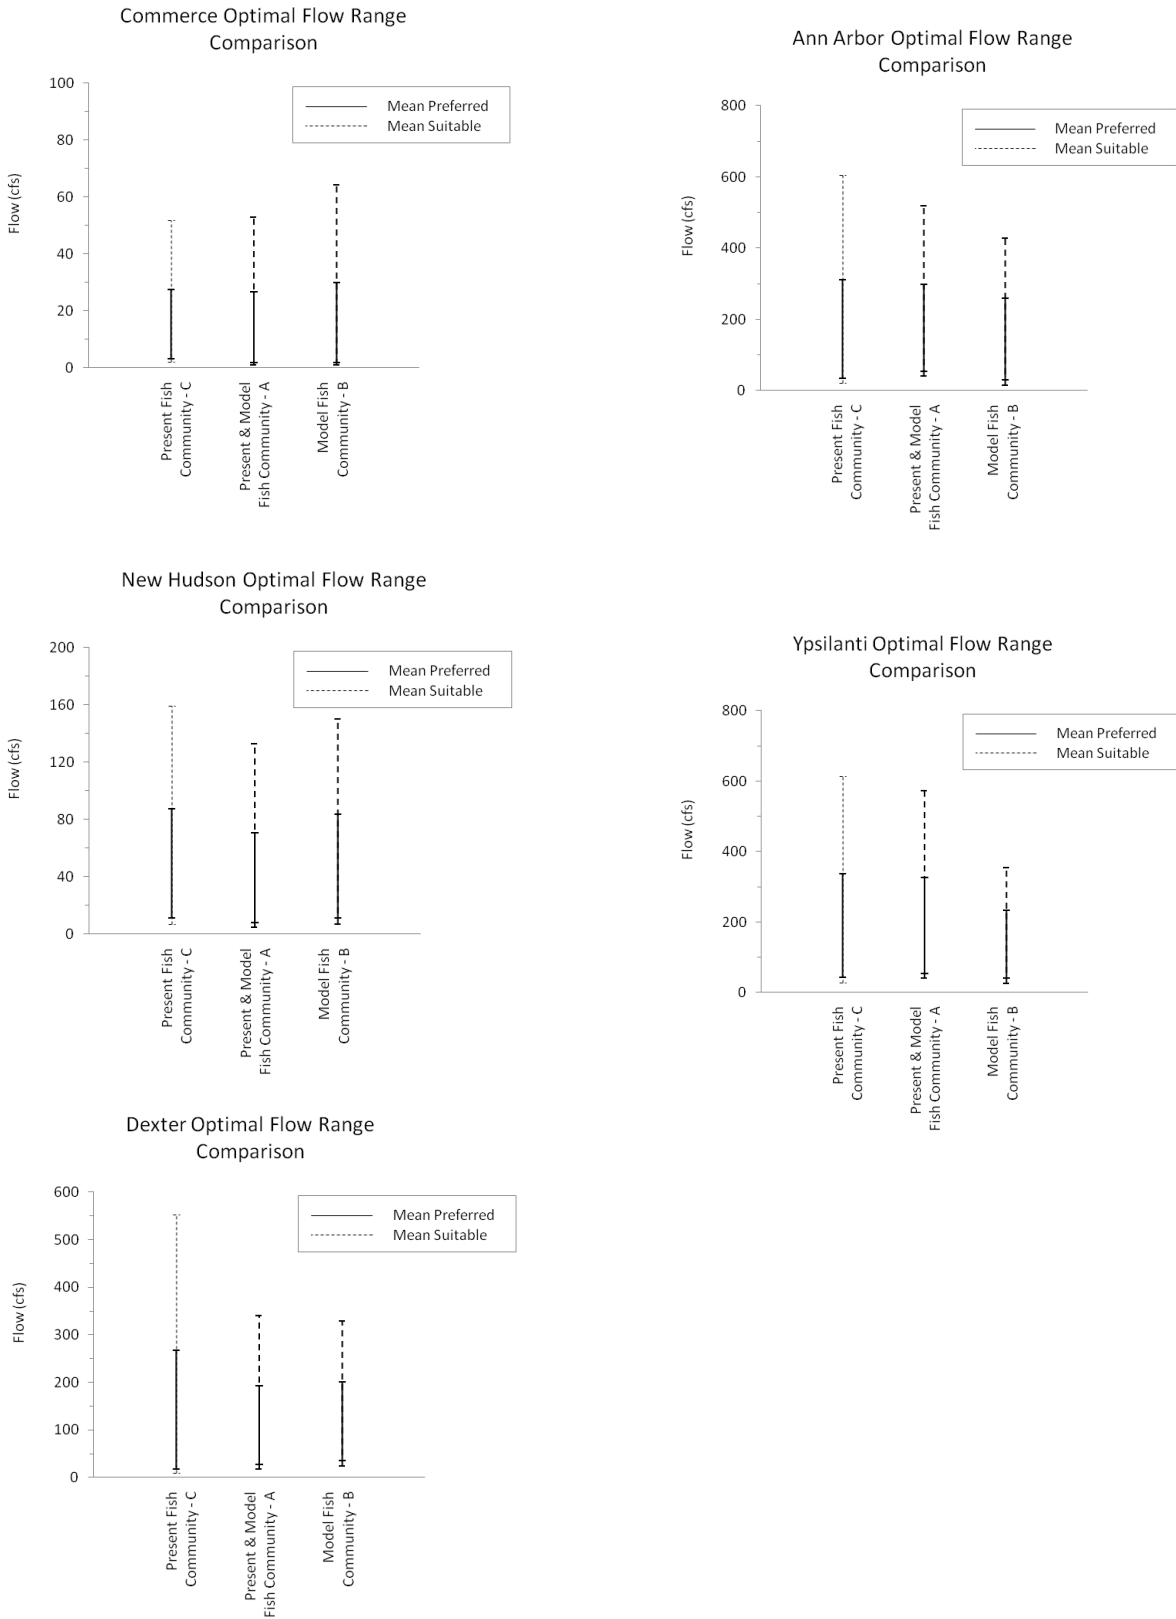 Commerce Optimal Flow Range
Comparison
100
80
60
40
20
0
Flow (cfs)
Mean Preferred
Mean Suitable
Present Fish
Community - C
Present & Model
Fish Community - A
Model Fish
Community - B
Ann Arbor Optimal Flow Range
Comparison
800
600
400
200
0
Flow (cfs)
Mean Preferred
Mean Suitable
Present Fish
Community - C
Present & Model
Fish Community - A
Model Fish
Community - B
New Hudson Optimal Flow Range
Comparison
200
160
120
80
40
0
Flow (cfs)
Mean Preferred
Mean Suitable
Present Fish
Community - C
Present & Model
Fish Community - A
Model Fish
Community - B
Ypsilanti Optimal Flow Range
Comparison
800
600
400
200
0
Flow (cfs)
Mean Preferred
Mean Suitable
Present Fish
Community - C
Present & Model
Fish Community - A
Model Fish
Community - B
Dexter Optimal Flow Range
Comparison
600
500
400
300
200
100
0
Flow (cfs)
Mean Preferred
Mean Suitable
Present Fish
Community - C
Present & Model
Fish Community - A
Model Fish
Community - B